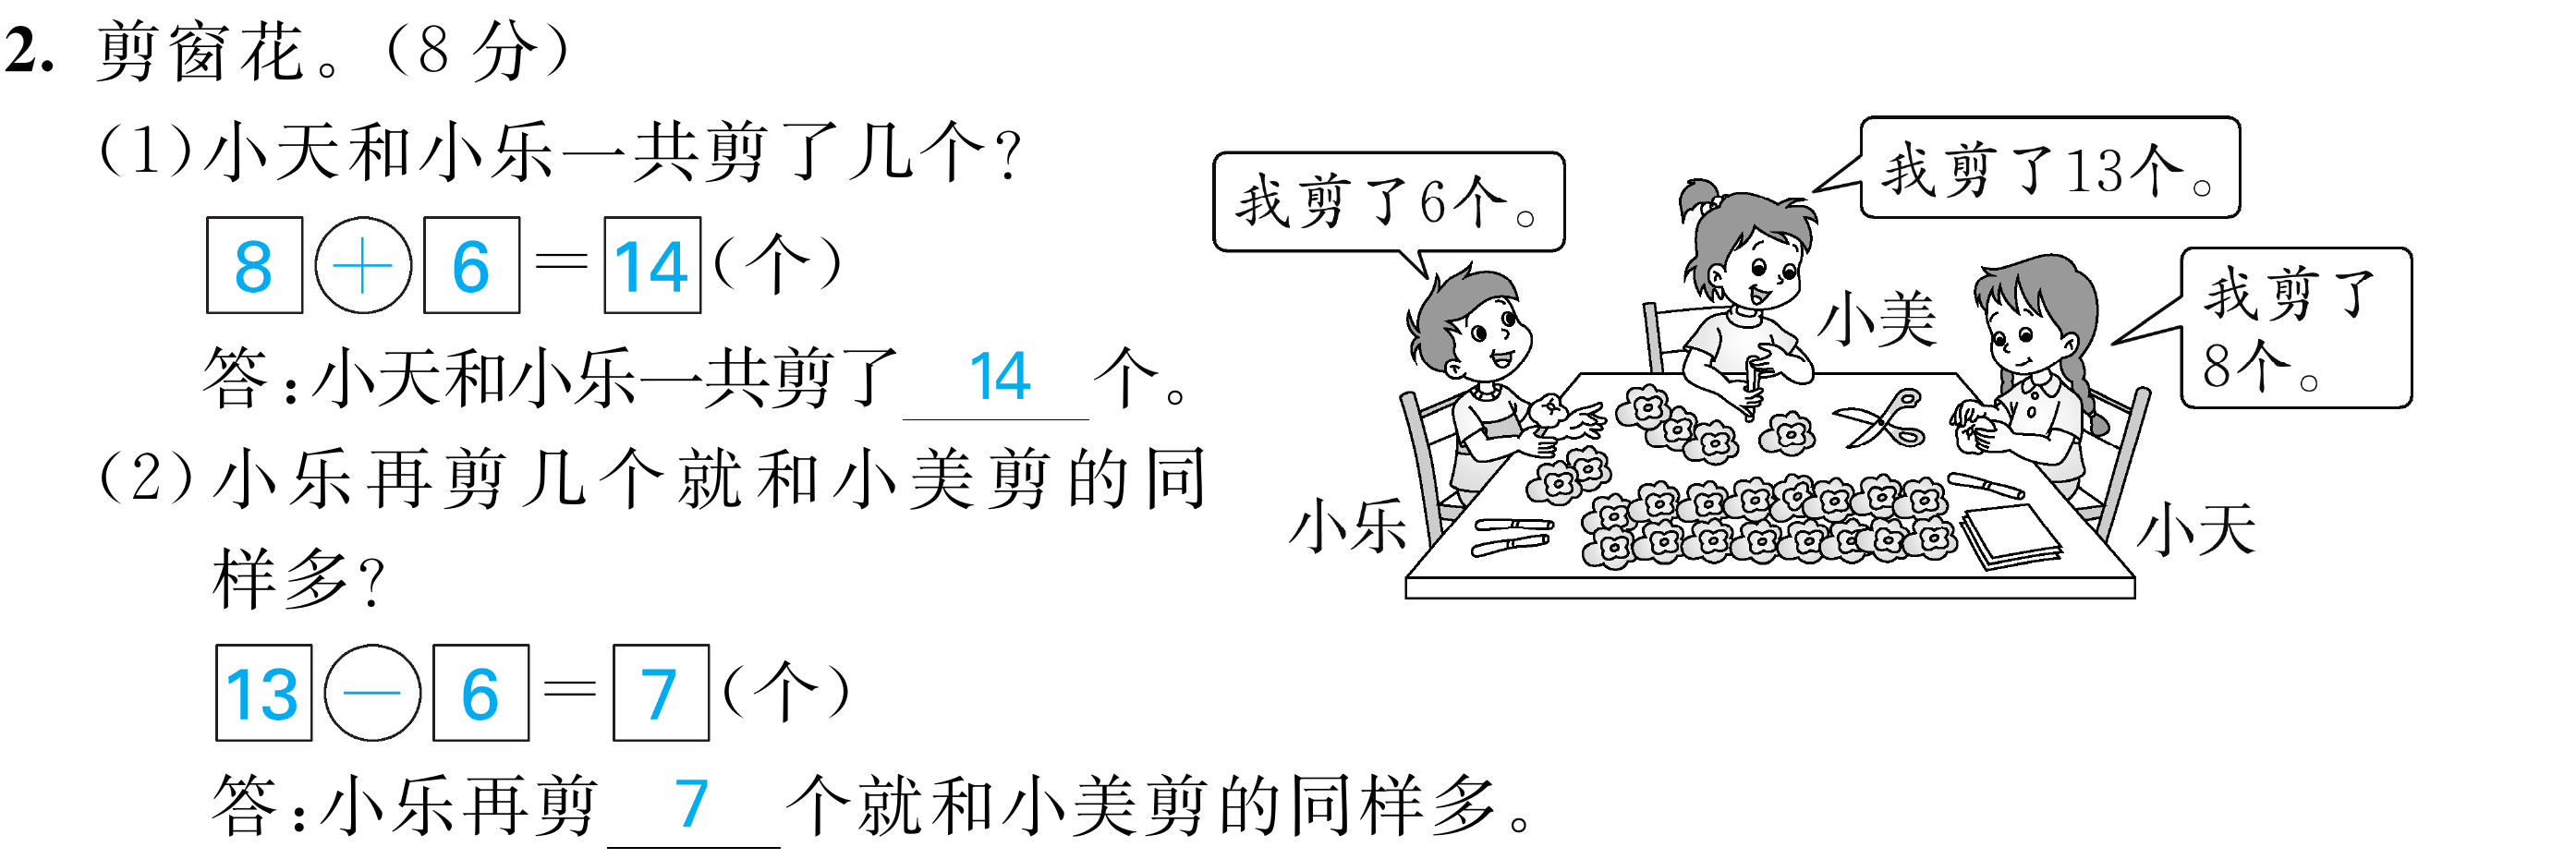 2. 剪窗花。(8 分)
(1)小天和小乐一共剪了几个?
8 + 6 = 14 (个)
答:小天和小乐一共剪了 14 个。
(2)小乐再剪几个就和小美剪的同
样多?
13 - 6 = 7 (个)
答:小乐再剪 7 个就和小美剪的同样多。
我剪了6个。
我剪了13个。
我剪了
8个。
小美
小乐
小天